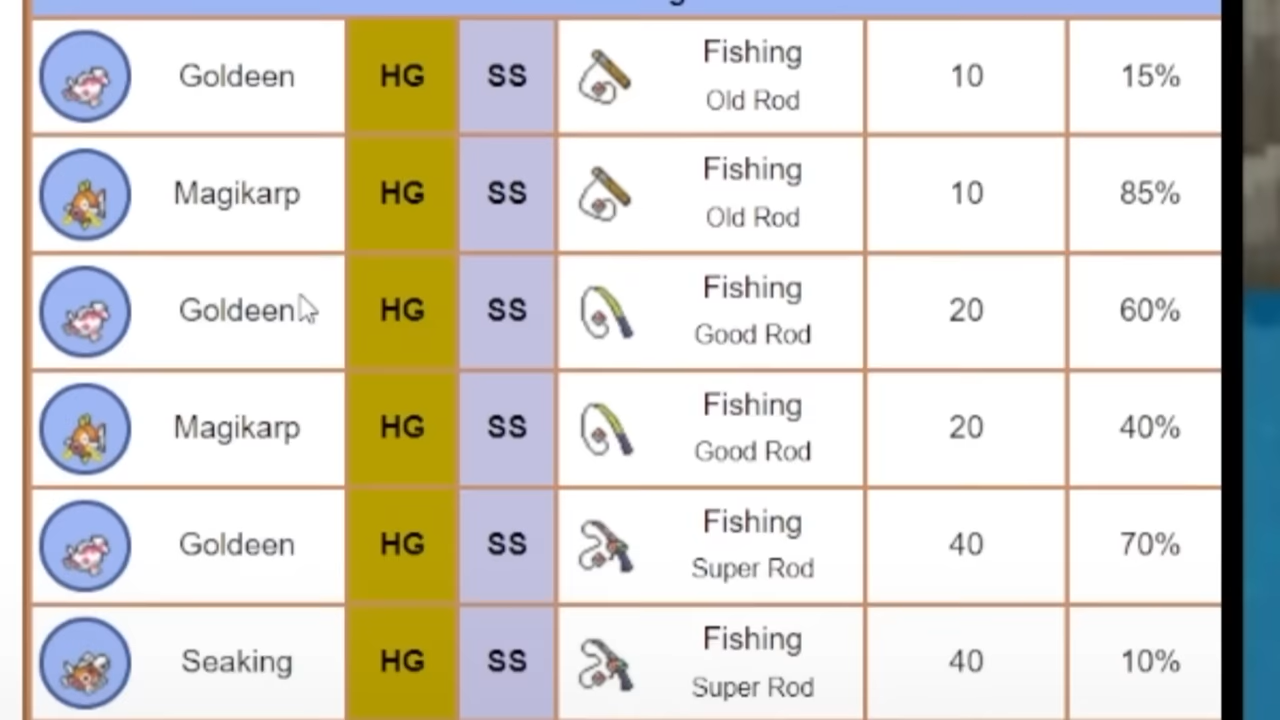 Goldeen HG SS Fishing 10 15%
Old Rod
Magikarp HG SS Fishing 10 85%
Old Rod
Goldeen HG SS Fishing 20 60%
Good Rod
Magikarp HG SS Fishing 20 40%
Good Rod
Goldeen HG SS Fishing 40 70%
Super Rod
Seaking HG SS Fishing 40 10%
Super Rod